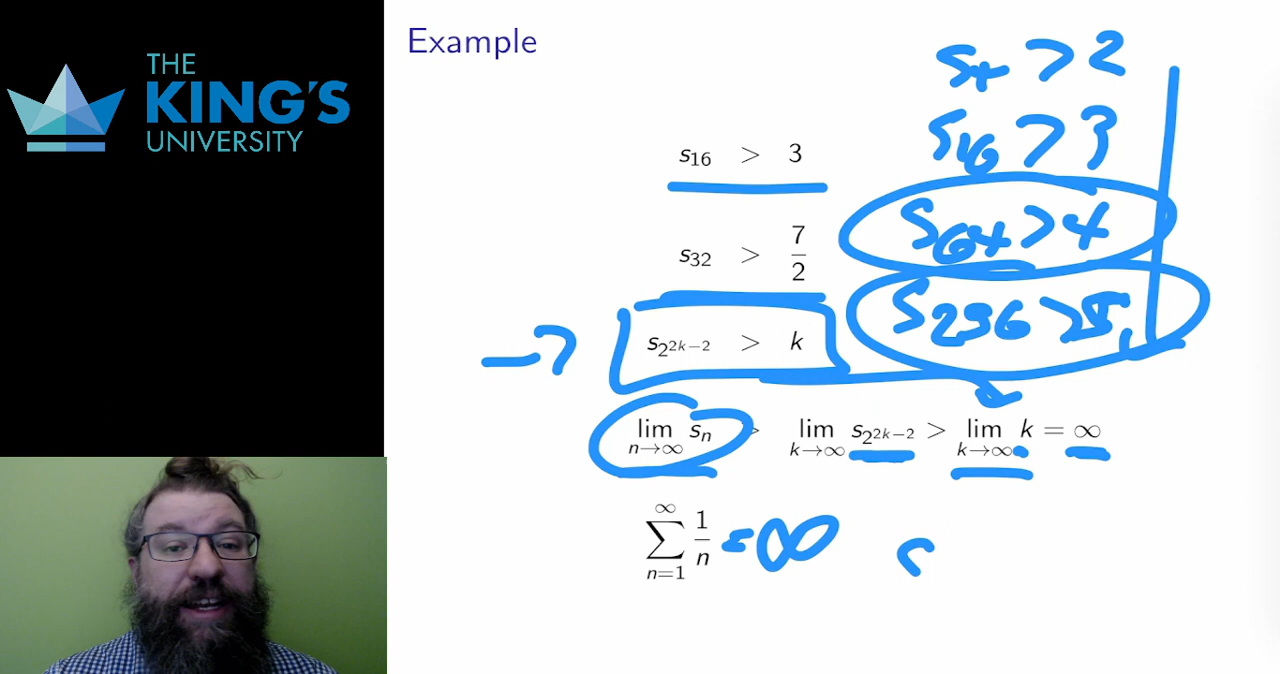 THE
KING'S
UNIVERSITY
Example
s₄ > 2
s₁₆ > 3
s₁₆ > 3
s₆₄ > 4
s₃₂ > 7/2
s₂₅₆ > 5
→ s_{2^{2k−2}} > k
lim_{n→∞} s_n > lim_{k→∞} s_{2^{2k−2}} > lim_{k→∞} k = ∞
∑_{n=1}^{∞} 1/n = ∞